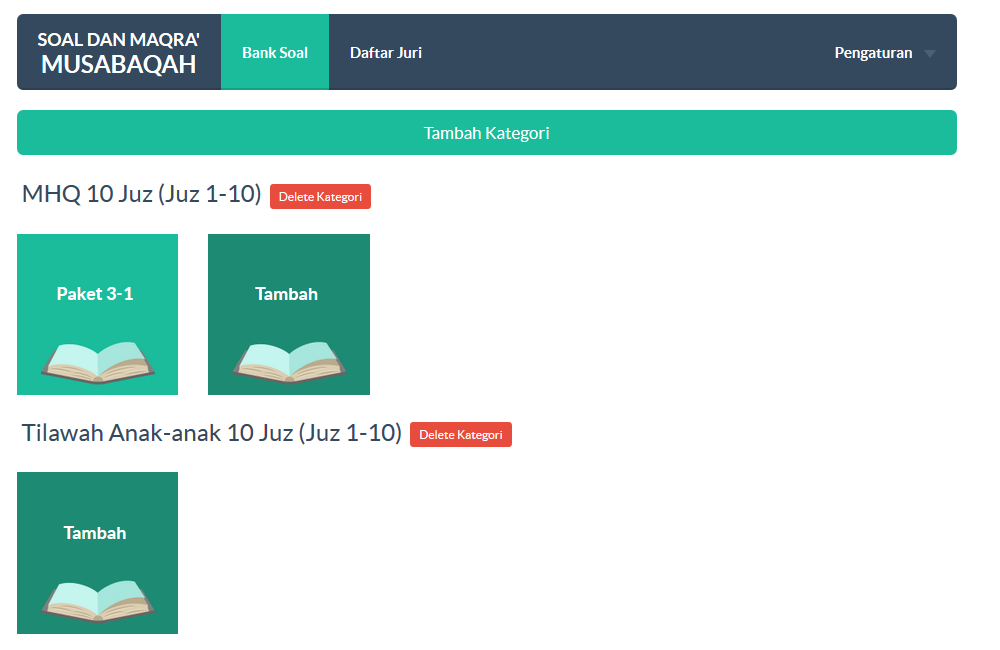 SOAL DAN MAQRA'
MUSABAQAH
Bank Soal
Daftar Juri
Pengaturan
Tambah Kategori
MHQ 10 Juz (Juz 1-10)
Delete Kategori
Paket 3-1
Tambah
Tilawah Anak-anak 10 Juz (Juz 1-10)
Delete Kategori
Tambah